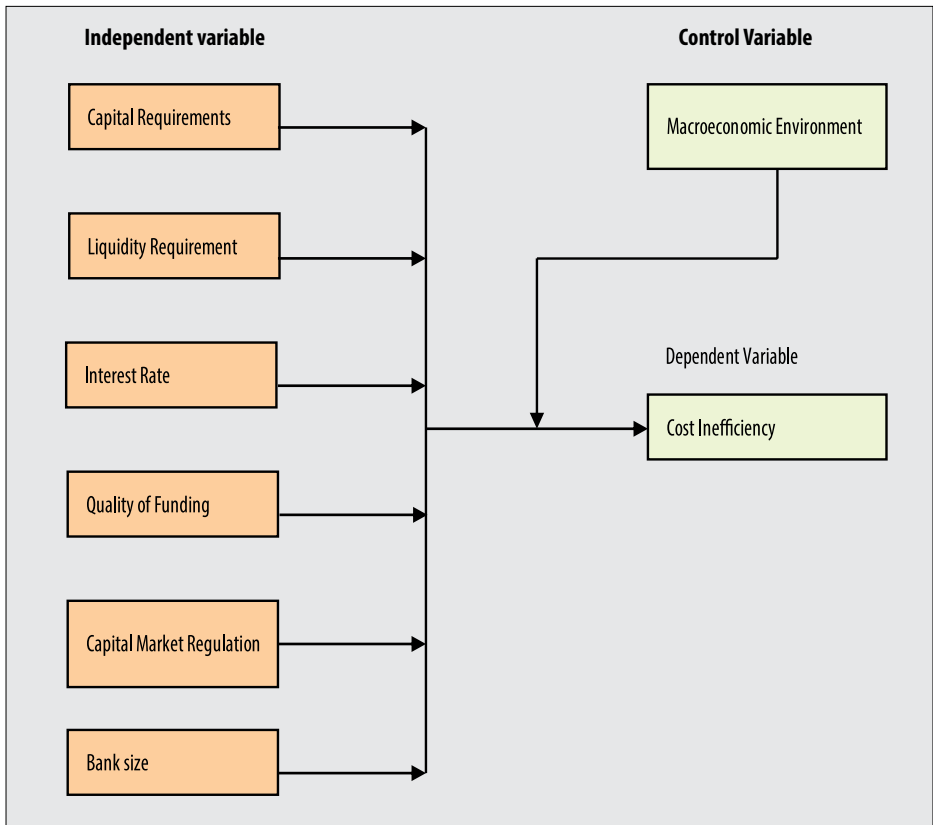 Independent variable
Control Variable
Capital Requirements
Macroeconomic Environment
Liquidity Requirement
Interest Rate
Dependent Variable
Cost Inefficiency
Quality of Funding
Capital Market Regulation
Bank size